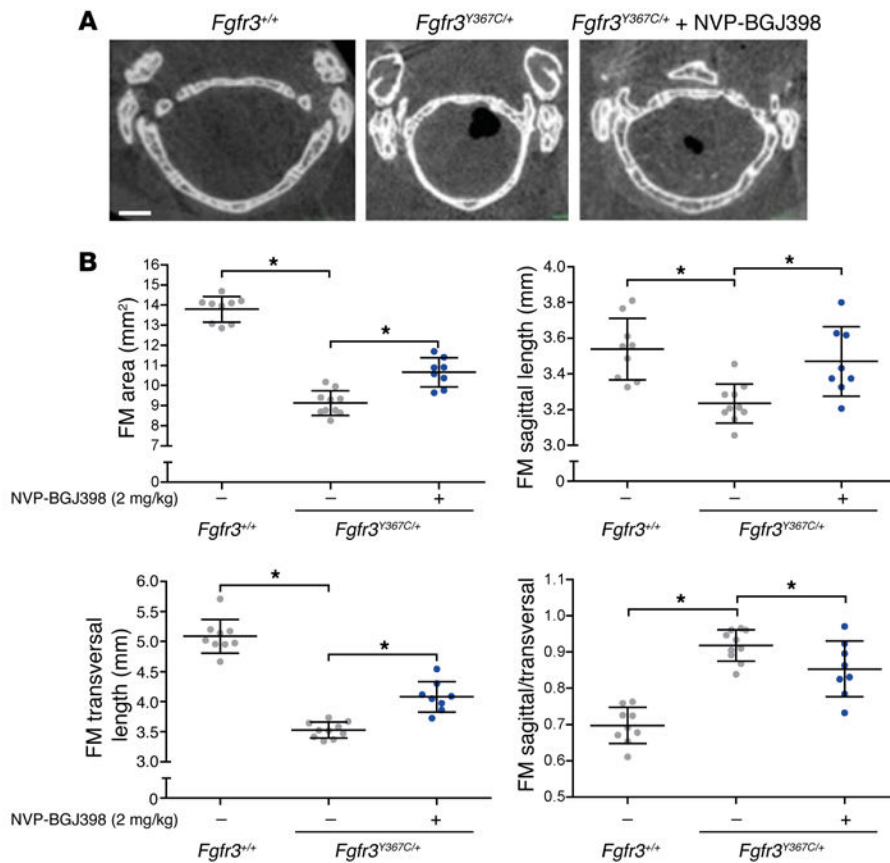 A
Fgfr3+/+
Fgfr3Y367C/+
Fgfr3Y367C/+ + NVP-BGJ398
B
FM area (mm2)
16
15
14
13
12
11
10
9
8
7
0
*
*
NVP-BGJ398 (2 mg/kg)
–
–
+
Fgfr3+/+
Fgfr3Y367C/+
FM sagittal length (mm)
4.0
3.8
3.6
3.4
3.2
3.0
0
*
*
–
–
+
Fgfr3+/+
Fgfr3Y367C/+
FM transversal
length (mm)
6.0
5.5
5.0
4.5
4.0
3.5
3.0
0
*
*
NVP-BGJ398 (2 mg/kg)
–
–
+
Fgfr3+/+
Fgfr3Y367C/+
FM sagittal/transversal
1.1
1.0
0.9
0.8
0.7
0.6
0.5
*
*
–
–
+
Fgfr3+/+
Fgfr3Y367C/+